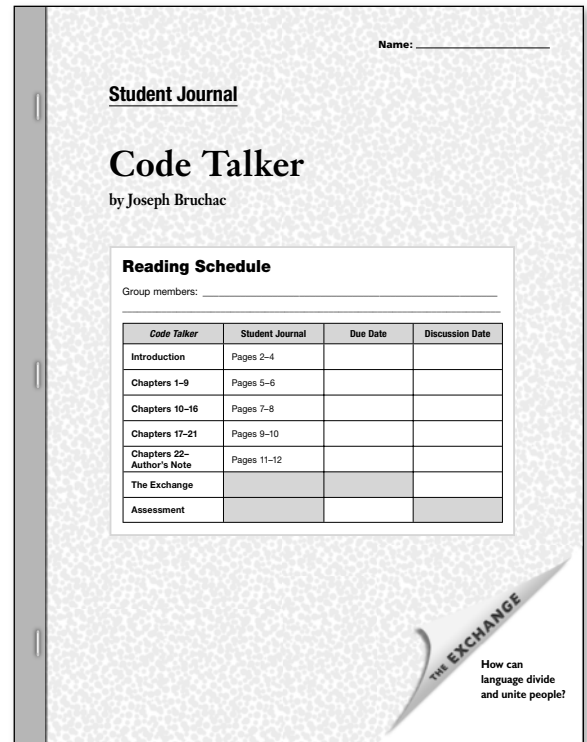 Name:
Student Journal
Code Talker
by Joseph Bruchac
Reading Schedule
Group members:
Code Talker Student Journal Due Date Discussion Date
Introduction Pages 2–4
Chapters 1–9 Pages 5–6
Chapters 10–16 Pages 7–8
Chapters 17–21 Pages 9–10
Chapters 22–
Author's Note Pages 11–12
The Exchange
Assessment
THE EXCHANGE
How can
language divide
and unite people?